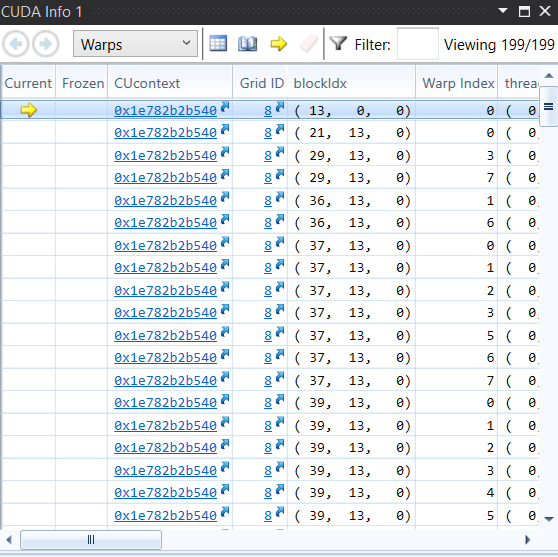 CUDA Info 1
Warps Filter: Viewing 199/199
Current Frozen CUcontext Grid ID blockIdx Warp Index threa
0x1e782b2b540 8 ( 13, 0, 0) 0 ( 0,
0x1e782b2b540 8 ( 21, 13, 0) 0 ( 0,
0x1e782b2b540 8 ( 29, 13, 0) 3 ( 0,
0x1e782b2b540 8 ( 29, 13, 0) 7 ( 0,
0x1e782b2b540 8 ( 36, 13, 0) 1 ( 0,
0x1e782b2b540 8 ( 36, 13, 0) 6 ( 0,
0x1e782b2b540 8 ( 37, 13, 0) 0 ( 0,
0x1e782b2b540 8 ( 37, 13, 0) 1 ( 0,
0x1e782b2b540 8 ( 37, 13, 0) 2 ( 0,
0x1e782b2b540 8 ( 37, 13, 0) 3 ( 0,
0x1e782b2b540 8 ( 37, 13, 0) 5 ( 0,
0x1e782b2b540 8 ( 37, 13, 0) 6 ( 0,
0x1e782b2b540 8 ( 37, 13, 0) 7 ( 0,
0x1e782b2b540 8 ( 39, 13, 0) 0 ( 0,
0x1e782b2b540 8 ( 39, 13, 0) 1 ( 0,
0x1e782b2b540 8 ( 39, 13, 0) 2 ( 0,
0x1e782b2b540 8 ( 39, 13, 0) 3 ( 0,
0x1e782b2b540 8 ( 39, 13, 0) 4 ( 0,
0x1e782b2b540 8 ( 39, 13, 0) 5 ( 0,